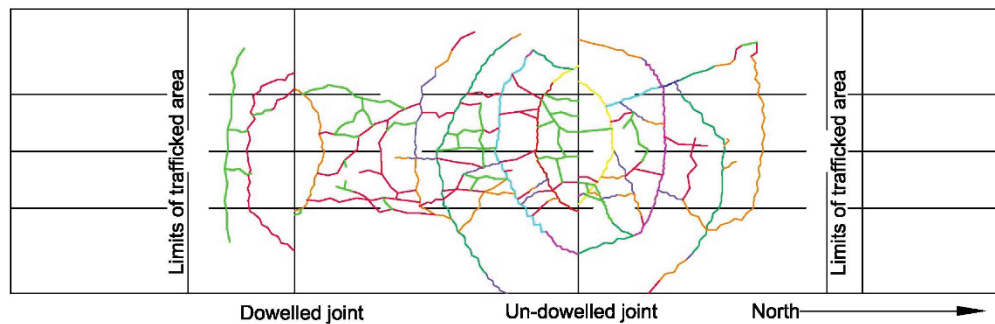 Limits of trafficked area
Limits of trafficked area
Dowelled joint
Un-dowelled joint
North